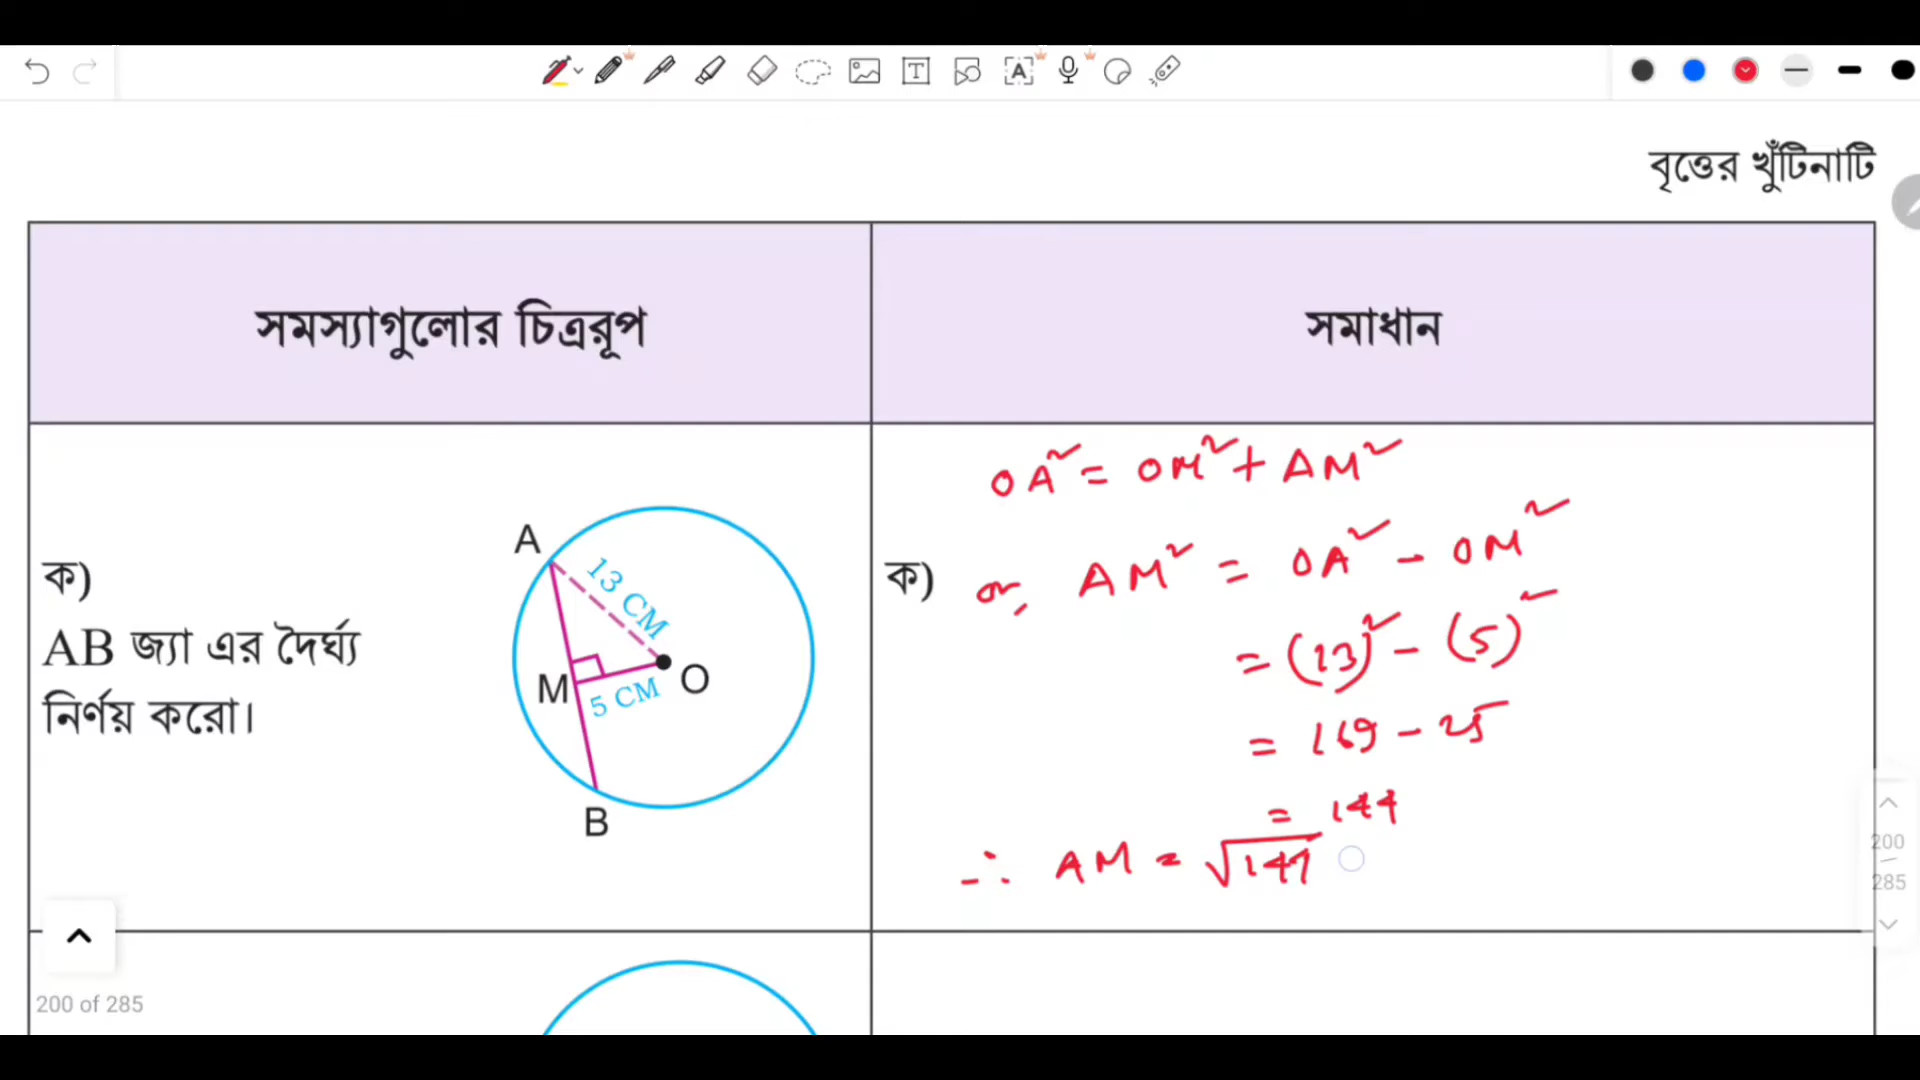 বৃত্তের খুঁটিনাটি
সমস্যাগুলোর চিত্ররূপ
সমাধান
ক)
AB জ্যা এর দৈর্ঘ্য
নির্ণয় করো।
A
13 CM
M
O
5 CM
B
ক)
OA² = OM² + AM²
or, AM² = OA² - OM²
= (13)² - (5)²
= 169 - 25
= 144
∴ AM = √144
200
285
200 of 285